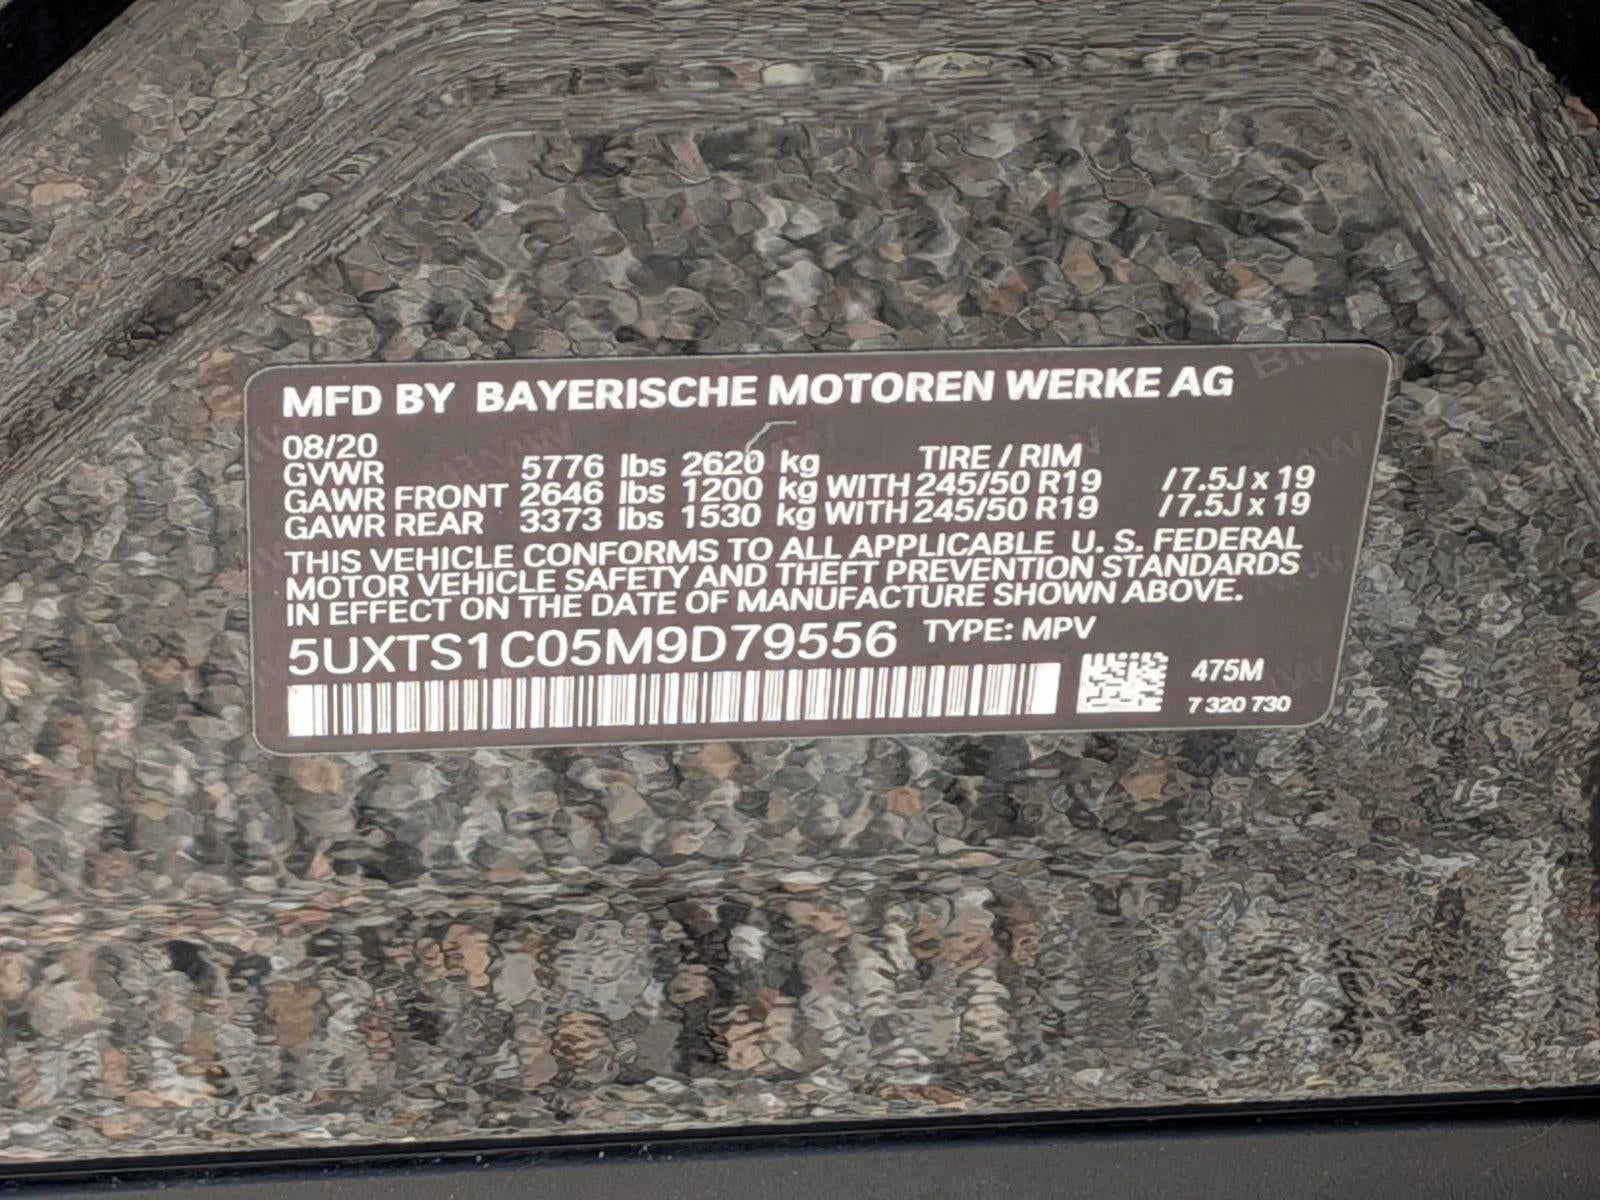 MFD BY BAYERISCHE MOTOREN WERKE AG
08/20
TIRE / RIM
GVWR 5776 lbs 2620 kg
GAWR FRONT 2646 lbs 1200 kg WITH 245/50 R19 /7.5J x 19
GAWR REAR 3373 lbs 1530 kg WITH 245/50 R19 /7.5J x 19
THIS VEHICLE CONFORMS TO ALL APPLICABLE U. S. FEDERAL
MOTOR VEHICLE SAFETY AND THEFT PREVENTION STANDARDS
IN EFFECT ON THE DATE OF MANUFACTURE SHOWN ABOVE.
5UXTS1C05M9D79556 TYPE: MPV
475M
7 320 730